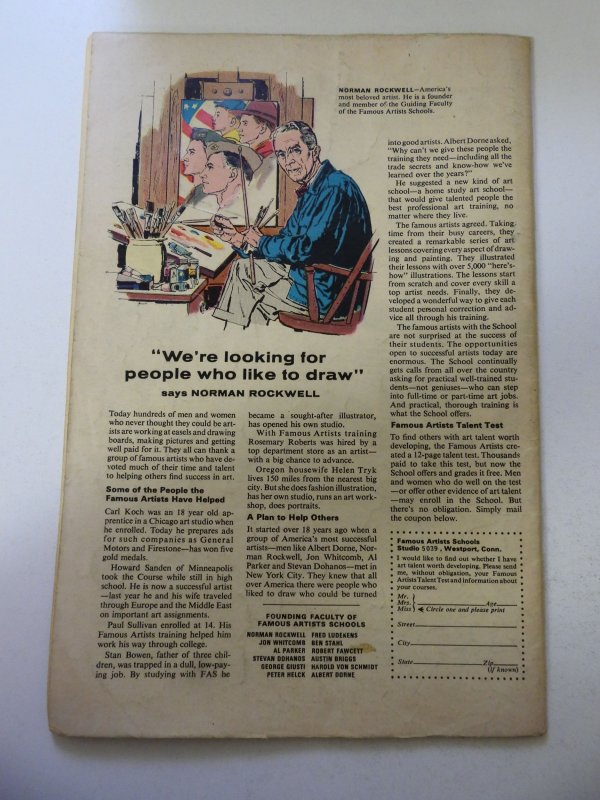 NORMAN ROCKWELL—America's
most beloved artist. He is a founder
and member of the Guiding Faculty
of the Famous Artists Schools.
"We're looking for
people who like to draw"
says NORMAN ROCKWELL
Today hundreds of men and women
who never thought they could be art-
ists are working at easels and drawing
boards, making pictures and getting
well paid for it. They all can thank a
group of famous artists who have de-
voted much of their time and talent
to helping others find success in art.
Some of the People the
Famous Artists Have Helped
Carl Koch was an 18 year old ap-
prentice in a Chicago art studio when
he enrolled. Today he prepares ads
for such companies as General
Motors and Firestone—has won five
gold medals.
Howard Sanden of Minneapolis
took the Course while still in high
school. He is now a successful artist
—last year he and his wife traveled
through Europe and the Middle East
on important art assignments.
Paul Sullivan enrolled at 14. His
Famous Artists training helped him
work his way through college.
Stan Bowen, father of three chil-
dren, was trapped in a dull, low-pay-
ing job. By studying with FAS he
became a sought-after illustrator,
has opened his own studio.
With Famous Artists training
Rosemary Roberts was hired by a
top department store as an artist—
with a big chance to advance.
Oregon housewife Helen Tryk
lives 150 miles from the nearest big
city. But she does fashion illustration,
has her own studio, runs an art work-
shop, does portraits.
A Plan to Help Others
It started over 18 years ago when a
group of America's most successful
artists—men like Albert Dorne, Nor-
man Rockwell, Jon Whitcomb, Al
Parker and Stevan Dohanos—met in
New York City. They knew that all
over America there were people who
liked to draw who could be turned
FOUNDING FACULTY OF
FAMOUS ARTISTS SCHOOLS
NORMAN ROCKWELL FRED LUDEKENS
JON WHITCOMB BEN STAHL
AL PARKER ROBERT FAWCETT
STEVAN DOHANOS AUSTIN BRIGGS
GEORGE GIUSTI HAROLD VON SCHMIDT
PETER HELCK ALBERT DORNE
into good artists. Albert Dorne asked,
"Why can't we give these people the
training they need—including all the
trade secrets and know-how we've
learned over the years?"
He suggested a new kind of art
school—a home study art school—
that would give talented people the
best professional art training, no
matter where they live.
The famous artists agreed. Taking
time from their busy careers, they
created a remarkable series of art
lessons covering every aspect of draw-
ing and painting. They illustrated
their lessons with over 5,000 "here's-
how" illustrations. The lessons start
from scratch and cover every skill a
top artist needs. Finally, they de-
veloped a wonderful way to give each
student personal correction and ad-
vice all through his training.
The famous artists with the School
are not surprised at the success of
their students. The opportunities
open to successful artists today are
enormous. The School continually
gets calls from all over the country
asking for practical well-trained stu-
dents—not geniuses—who can step
into full-time or part-time art jobs.
And practical, thorough training is
what the School offers.
Famous Artists Talent Test
To find others with art talent worth
developing, the Famous Artists cre-
ated a 12-page talent test. Thousands
paid to take this test, but now the
School offers and grades it free. Men
and women who do well on the test
—or offer other evidence of art talent
—may enroll in the School. But
there's no obligation. Simply mail
the coupon below.
Famous Artists Schools
Studio 5039, Westport, Conn.
I would like to find out whether I have
art talent worth developing. Please send
me, without obligation, your Famous
Artists Talent Test and information about
your courses.
Mr.
Mrs. Age
Miss Circle one and please print
Street
City
State Zip
(if known)